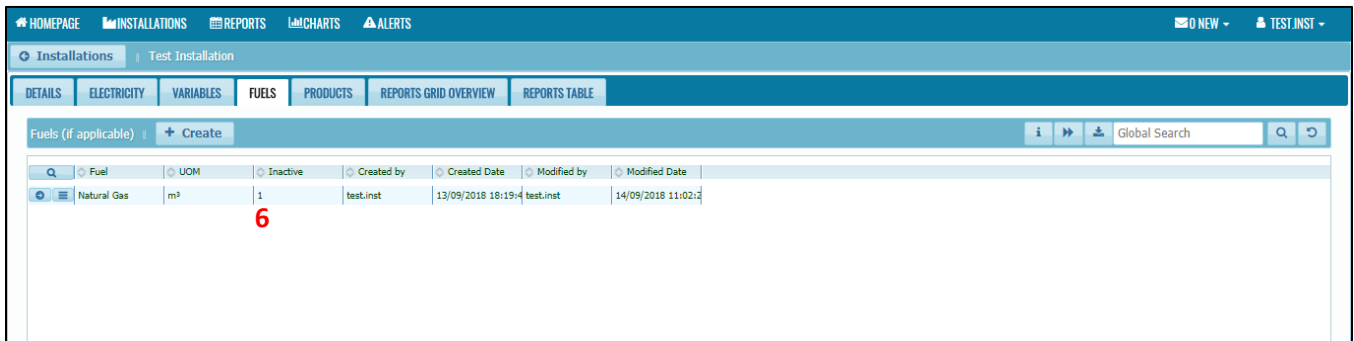 HOMEPAGE INSTALLATIONS REPORTS CHARTS ALERTS 0 NEW TEST.INST
Installations || Test Installation
DETAILS ELECTRICITY VARIABLES FUELS PRODUCTS REPORTS GRID OVERVIEW REPORTS TABLE
Fuels (if applicable) || + Create i Global Search
Fuel UOM Inactive Created by Created Date Modified by Modified Date
Natural Gas m³ 1 test.inst 13/09/2018 18:19:4 test.inst 14/09/2018 11:02:2
6